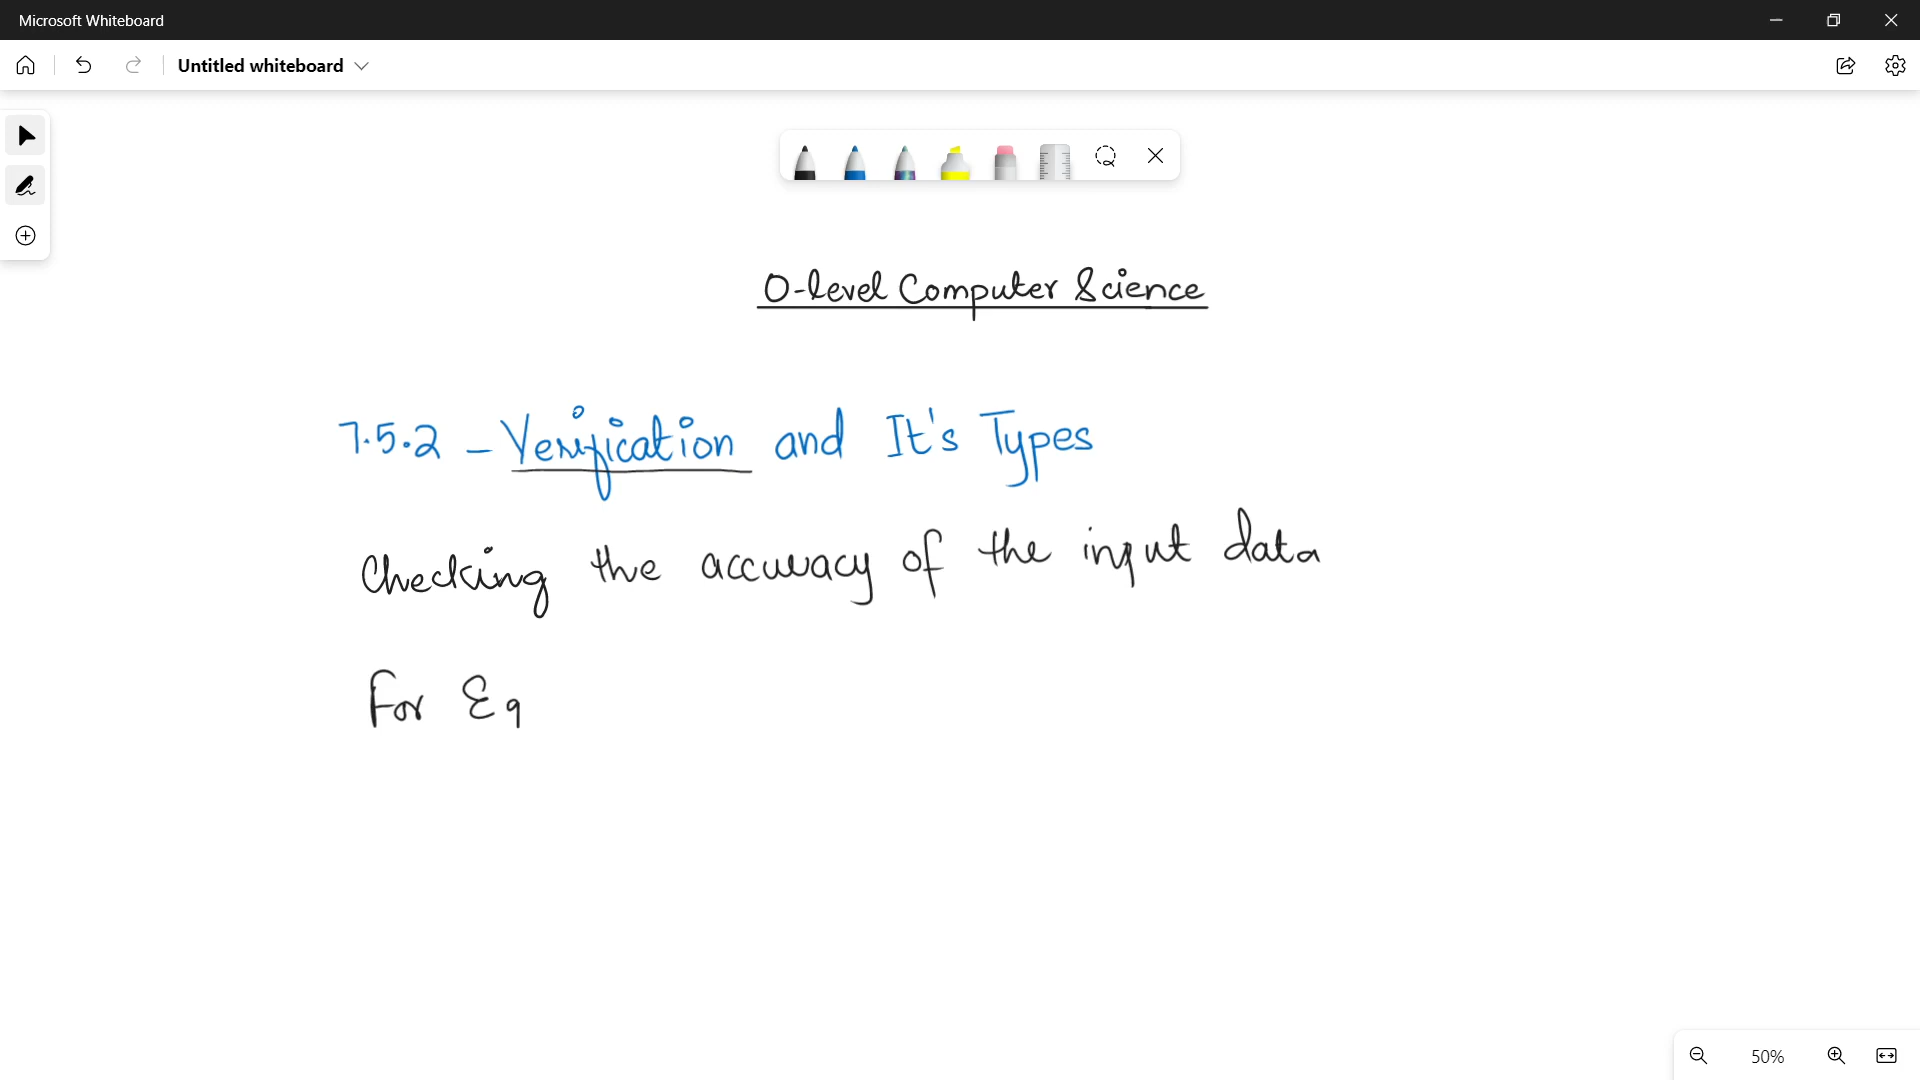 Microsoft Whiteboard
Untitled whiteboard
O-level Computer Science
7.5.2 - Verification and It's Types
Checking the accuracy of the input data
For Eg
50%